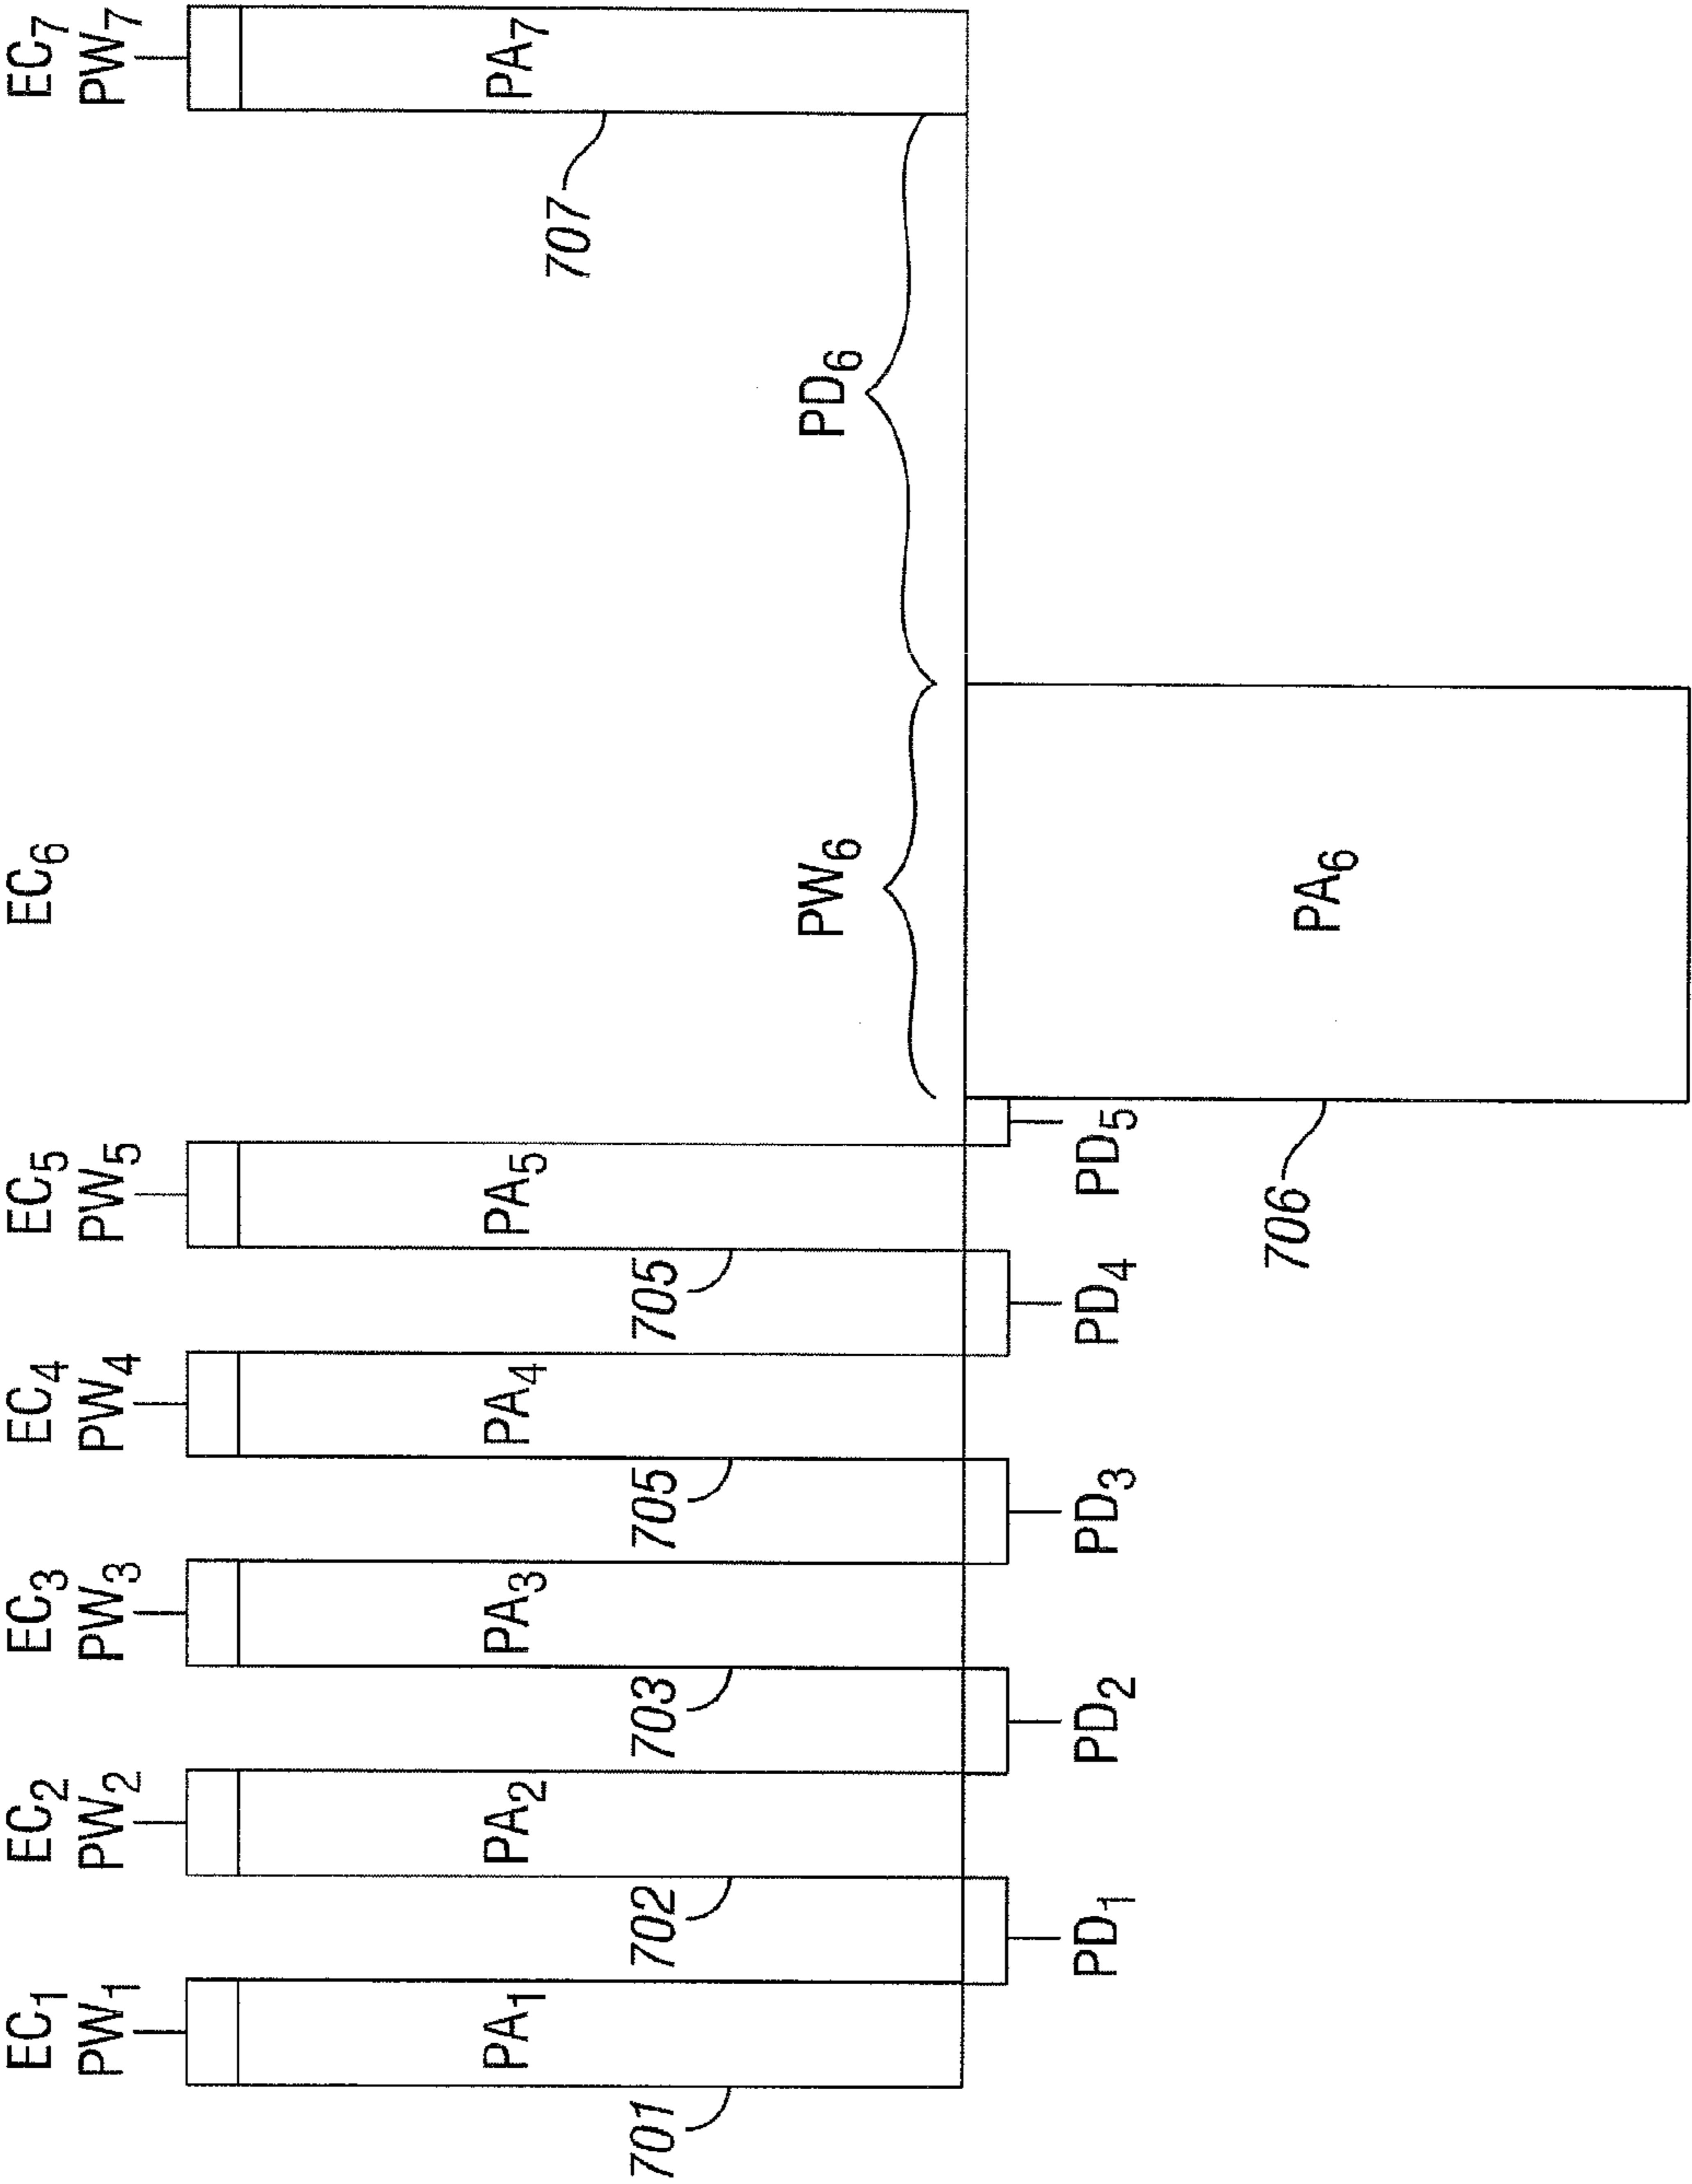 EC₁ EC₂ EC₃ EC₄ EC₅ EC₆ EC₇
PW₁ PW₂ PW₃ PW₄ PW₅ PW₇
PA₁ PA₂ PA₃ PA₄ PA₅ PA₇
707
701 702 703 705 705
PW₆ PD₆
PD₁ PD₂ PD₃ PD₄ PD₅
706 PA₆